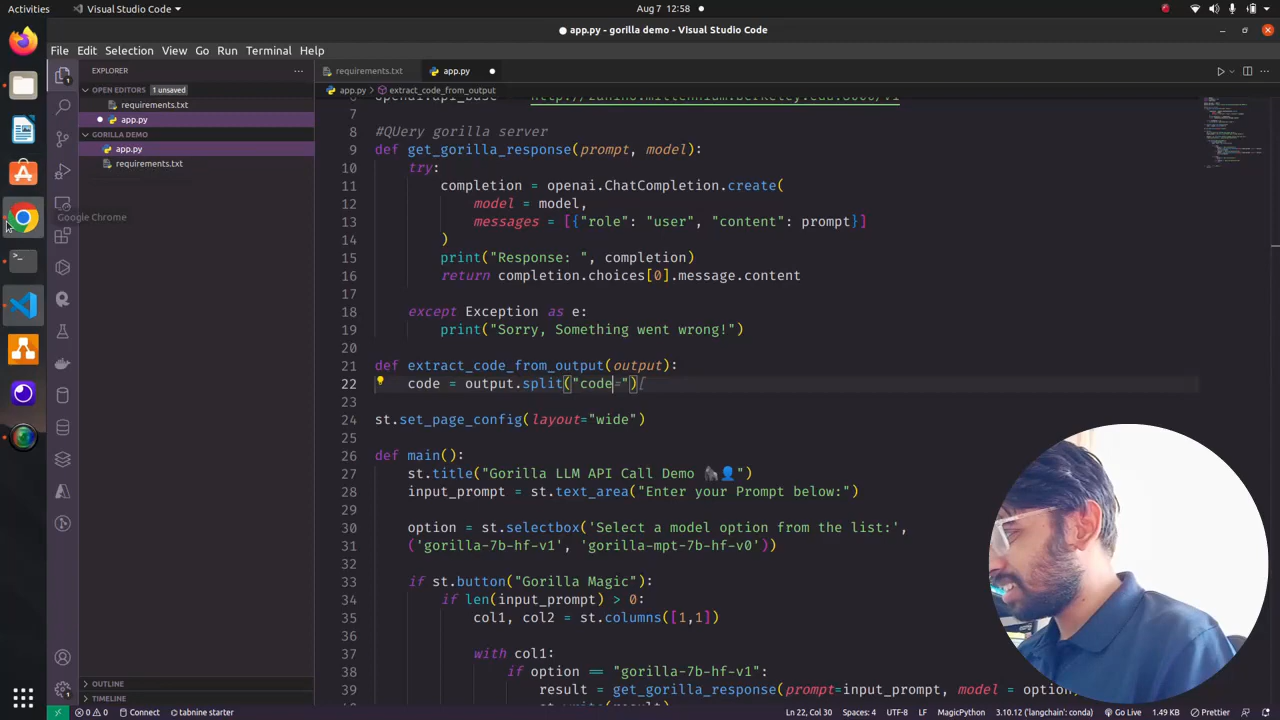 Activities
Visual Studio Code
Aug 7 12:58
app.py - gorilla demo - Visual Studio Code
File Edit Selection View Go Run Terminal Help
EXPLORER
OPEN EDITORS 1 unsaved
requirements.txt
app.py
GORILLA DEMO
app.py
requirements.txt
Google Chrome
OUTLINE
TIMELINE
requirements.txt
app.py
app.py > extract_code_from_output
7
8 #QUery gorilla server
9 def get_gorilla_response(prompt, model):
10 try:
11 completion = openai.ChatCompletion.create(
12 model = model,
13 messages = [{"role": "user", "content": prompt}]
14 )
15 print("Response: ", completion)
16 return completion.choices[0].message.content
17
18 except Exception as e:
19 print("Sorry, Something went wrong!")
20
21 def extract_code_from_output(output):
22 code = output.split("code=")[
23
24 st.set_page_config(layout="wide")
25
26 def main():
27 st.title("Gorilla LLM API Call Demo 🦍👤")
28 input_prompt = st.text_area("Enter your Prompt below:")
29
30 option = st.selectbox('Select a model option from the list:',
31 ('gorilla-7b-hf-v1', 'gorilla-mpt-7b-hf-v0'))
32
33 if st.button("Gorilla Magic"):
34 if len(input_prompt) > 0:
35 col1, col2 = st.columns([1,1])
36
37 with col1:
38 if option == "gorilla-7b-hf-v1":
39 result = get_gorilla_response(prompt=input_prompt, model = option)
0 0 Connect tabnine starter
Ln 22, Col 30 Spaces: 4 UTF-8 LF MagicPython 3.10.12 ('langchain': conda) Go Live 1.49 KB Prettier